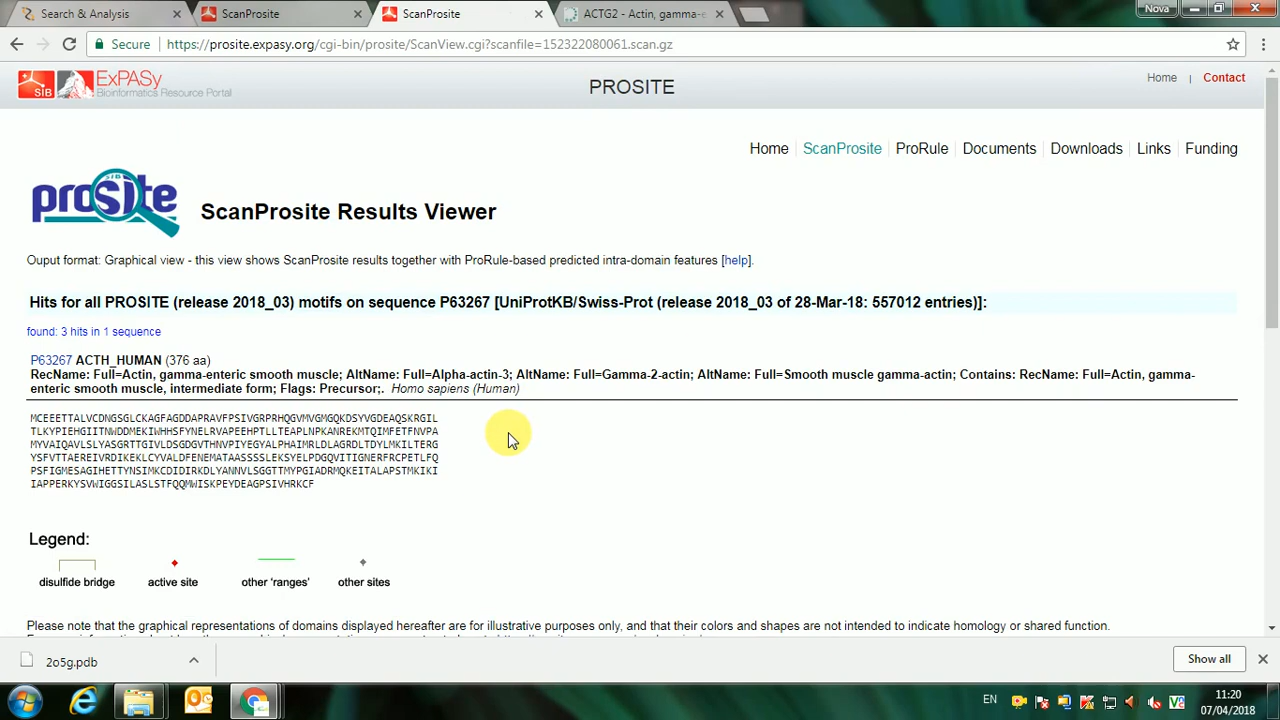 Search & Analysis
ScanProsite
ScanProsite
ACTG2 - Actin, gamma-e
Nova
Secure
https://prosite.expasy.org/cgi-bin/prosite/ScanView.cgi?scanfile=152322080061.scan.gz
SIB
ExPASy
Bioinformatics Resource Portal
PROSITE
Home | Contact
Home ScanProsite ProRule Documents Downloads Links Funding
SIB
prosite
ScanProsite Results Viewer
Ouput format: Graphical view - this view shows ScanProsite results together with ProRule-based predicted intra-domain features [help].
Hits for all PROSITE (release 2018_03) motifs on sequence P63267 [UniProtKB/Swiss-Prot (release 2018_03 of 28-Mar-18: 557012 entries)]:
found: 3 hits in 1 sequence
P63267 ACTH_HUMAN (376 aa)
RecName: Full=Actin, gamma-enteric smooth muscle; AltName: Full=Alpha-actin-3; AltName: Full=Gamma-2-actin; AltName: Full=Smooth muscle gamma-actin; Contains: RecName: Full=Actin, gamma-
enteric smooth muscle, intermediate form; Flags: Precursor;. Homo sapiens (Human)
MCEEETTALVCDNGSGLCKAGFAGDDAPRAVFPSIVGRPRHQGVMVGMGQKDSYVGDEAQSKRGIL
TLKYPIEHGIITNWDDMEKIWHHSFYNELRVAPEEHPTLLTEAPLNPKANREKMTQIMFETFNVPA
MYVAIQAVLSLYASGRTTGIVLDSGDGVTHNVPIYEGYALPHAIMRLDLAGRDLTDYLMKILTERG
YSFVTTAEREIVRDIKEKLCYVALDFENEMATAASSSSLEKSYELPDGQVITIGNERFRCPETLFQ
PSFIGMESAGIHETTYNSIMKCDIDIRKDLYANNVLSGGTTMYPGIADRMQKEITALAPSTMKIKI
IAPPERKYSVWIGGSILASLSTFQQMWISKPEYDEAGPSIVHRKCF
Legend:
disulfide bridge active site other 'ranges' other sites
Please note that the graphical representations of domains displayed hereafter are for illustrative purposes only, and that their colors and shapes are not intended to indicate homology or shared function.
2o5g.pdb
Show all
EN
11:20
07/04/2018